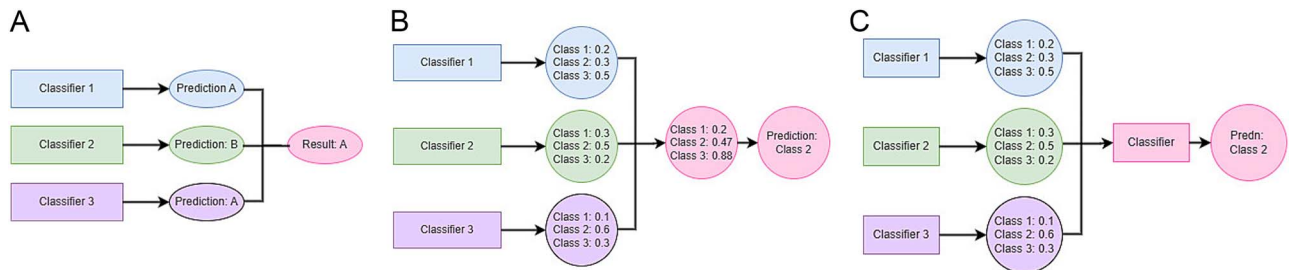 A
Classifier 1
Prediction A
Classifier 2
Prediction: B
Result: A
Classifier 3
Prediction: A
B
Classifier 1
Class 1: 0.2
Class 2: 0.3
Class 3: 0.5
Classifier 2
Class 1: 0.3
Class 2: 0.5
Class 3: 0.2
Classifier 3
Class 1: 0.1
Class 2: 0.6
Class 3: 0.3
Class 1: 0.2
Class 2: 0.47
Class 3: 0.88
Prediction:
Class 2
C
Classifier 1
Class 1: 0.2
Class 2: 0.3
Class 3: 0.5
Classifier 2
Class 1: 0.3
Class 2: 0.5
Class 3: 0.2
Classifier 3
Class 1: 0.1
Class 2: 0.6
Class 3: 0.3
Classifier
Predn:
Class 2